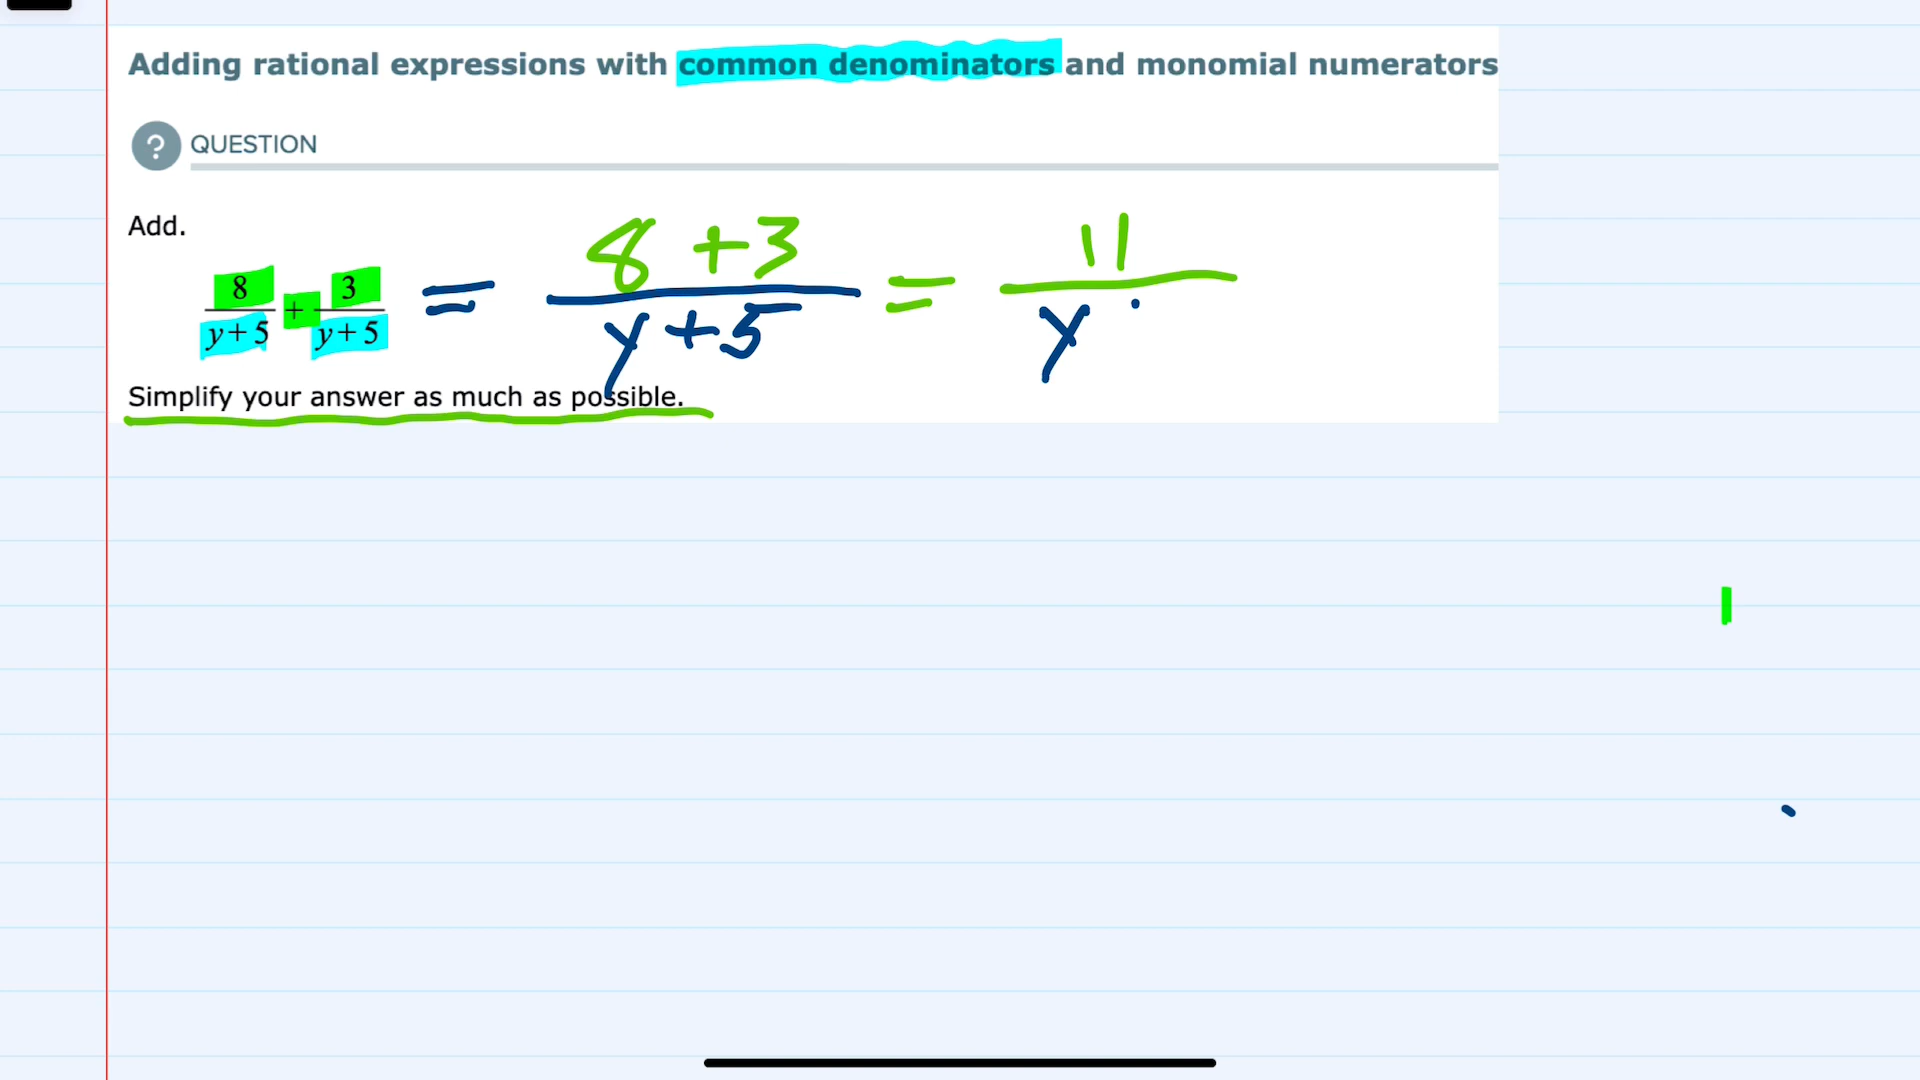 Adding rational expressions with common denominators and monomial numerators
? QUESTION
Add.
8/(y + 5) + 3/(y + 5) = (8 + 3)/(y + 5) = 11/y
Simplify your answer as much as possible.